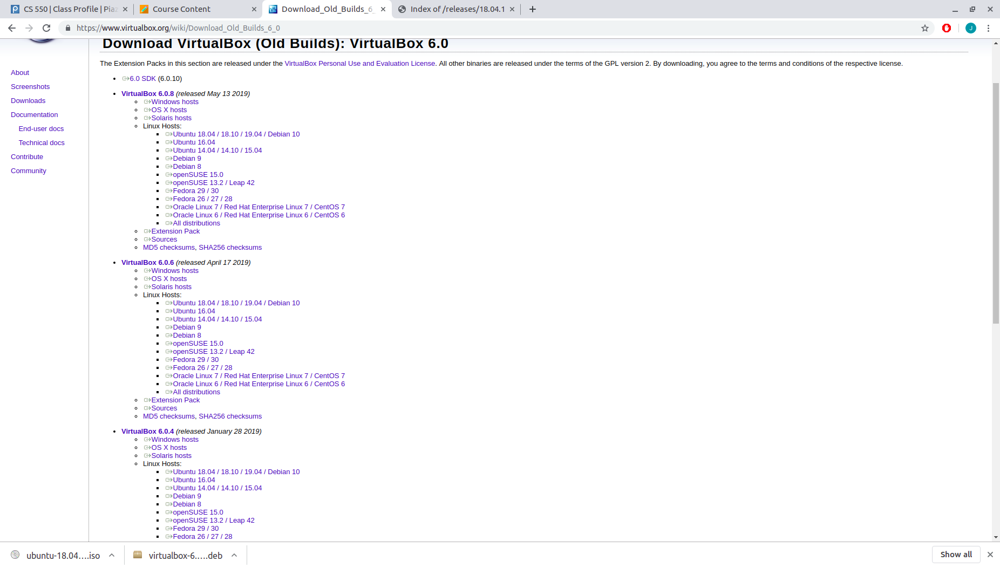 CS 550 | Class Profile | Piaz
Course Content
Download_Old_Builds_6_
Index of /releases/18.04.1
https://www.virtualbox.org/wiki/Download_Old_Builds_6_0
J
Download VirtualBox (Old Builds): VirtualBox 6.0
The Extension Packs in this section are released under the VirtualBox Personal Use and Evaluation License. All other binaries are released under the terms of the GPL version 2. By downloading, you agree to the terms and conditions of the respective license.
About
Screenshots
Downloads
Documentation
End-user docs
Technical docs
Contribute
Community
6.0 SDK (6.0.10)
VirtualBox 6.0.8 (released May 13 2019)
Windows hosts
OS X hosts
Solaris hosts
Linux Hosts:
Ubuntu 18.04 / 18.10 / 19.04 / Debian 10
Ubuntu 16.04
Ubuntu 14.04 / 14.10 / 15.04
Debian 9
Debian 8
openSUSE 15.0
openSUSE 13.2 / Leap 42
Fedora 29 / 30
Fedora 26 / 27 / 28
Oracle Linux 7 / Red Hat Enterprise Linux 7 / CentOS 7
Oracle Linux 6 / Red Hat Enterprise Linux 6 / CentOS 6
All distributions
Extension Pack
Sources
MD5 checksums, SHA256 checksums
VirtualBox 6.0.6 (released April 17 2019)
Windows hosts
OS X hosts
Solaris hosts
Linux Hosts:
Ubuntu 18.04 / 18.10 / 19.04 / Debian 10
Ubuntu 16.04
Ubuntu 14.04 / 14.10 / 15.04
Debian 9
Debian 8
openSUSE 15.0
openSUSE 13.2 / Leap 42
Fedora 29 / 30
Fedora 26 / 27 / 28
Oracle Linux 7 / Red Hat Enterprise Linux 7 / CentOS 7
Oracle Linux 6 / Red Hat Enterprise Linux 6 / CentOS 6
All distributions
Extension Pack
Sources
MD5 checksums, SHA256 checksums
VirtualBox 6.0.4 (released January 28 2019)
Windows hosts
OS X hosts
Solaris hosts
Linux Hosts:
Ubuntu 18.04 / 18.10 / 19.04 / Debian 10
Ubuntu 16.04
Ubuntu 14.04 / 14.10 / 15.04
Debian 9
Debian 8
openSUSE 15.0
openSUSE 13.2 / Leap 42
Fedora 29 / 30
Fedora 26 / 27 / 28
ubuntu-18.04....iso
virtualbox-6.....deb
Show all